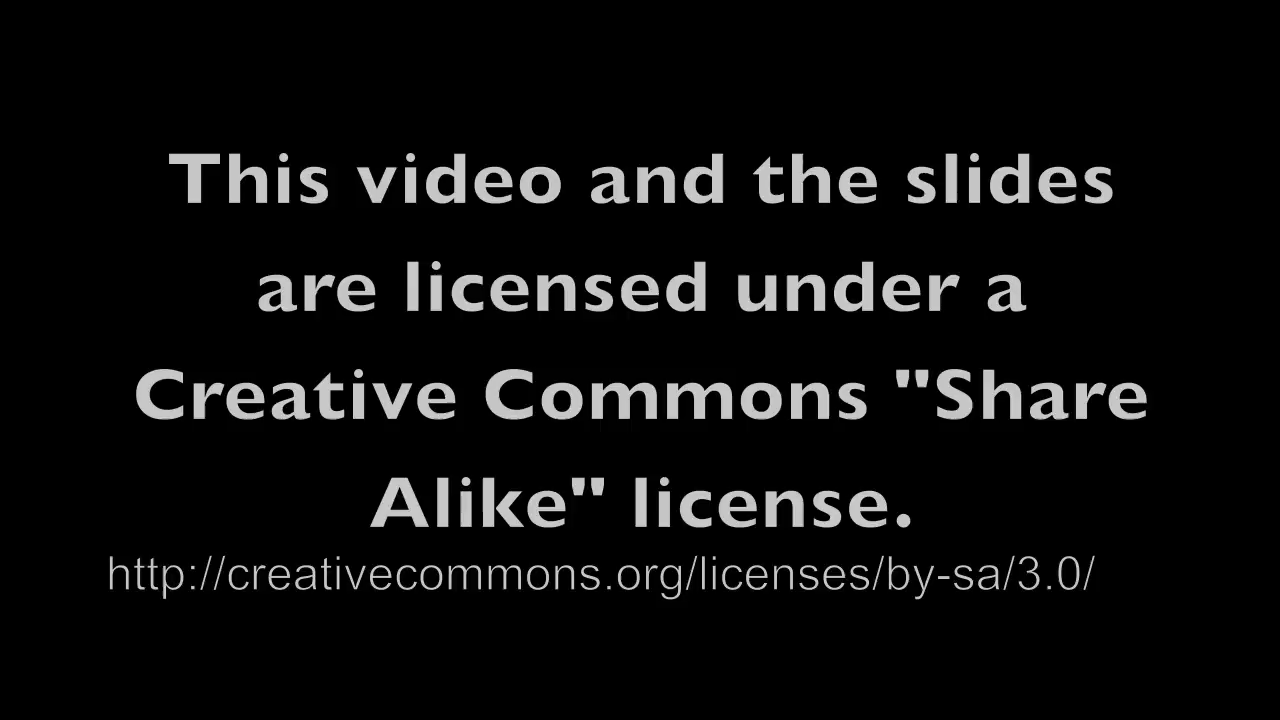 This video and the slides
are licensed under a
Creative Commons "Share
Alike" license.
http://creativecommons.org/licenses/by-sa/3.0/